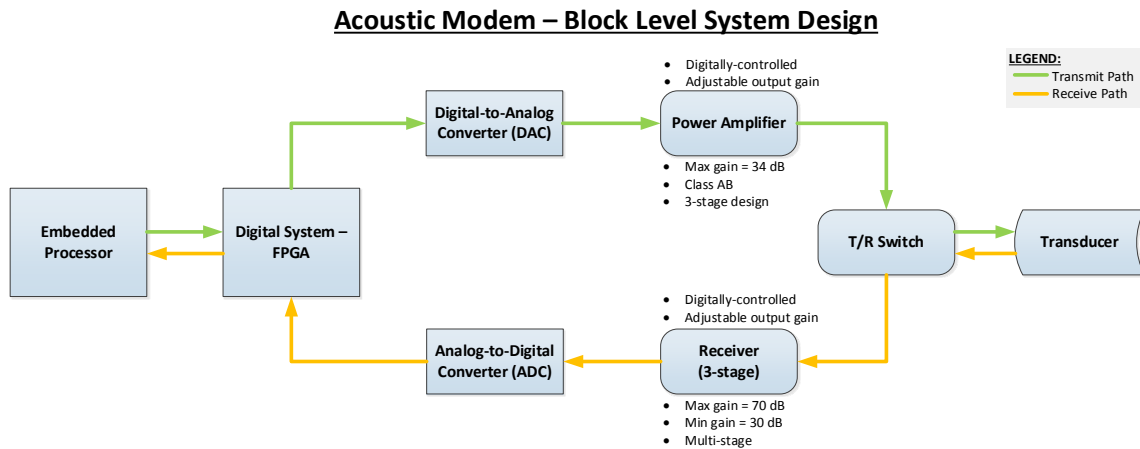 Acoustic Modem – Block Level System Design
LEGEND:
Transmit Path
Receive Path
• Digitally-controlled
• Adjustable output gain
Digital-to-Analog
Converter (DAC)
Power Amplifier
• Max gain = 34 dB
• Class AB
• 3-stage design
Embedded
Processor
Digital System –
FPGA
T/R Switch
Transducer
• Digitally-controlled
• Adjustable output gain
Analog-to-Digital
Converter (ADC)
Receiver
(3-stage)
• Max gain = 70 dB
• Min gain = 30 dB
• Multi-stage